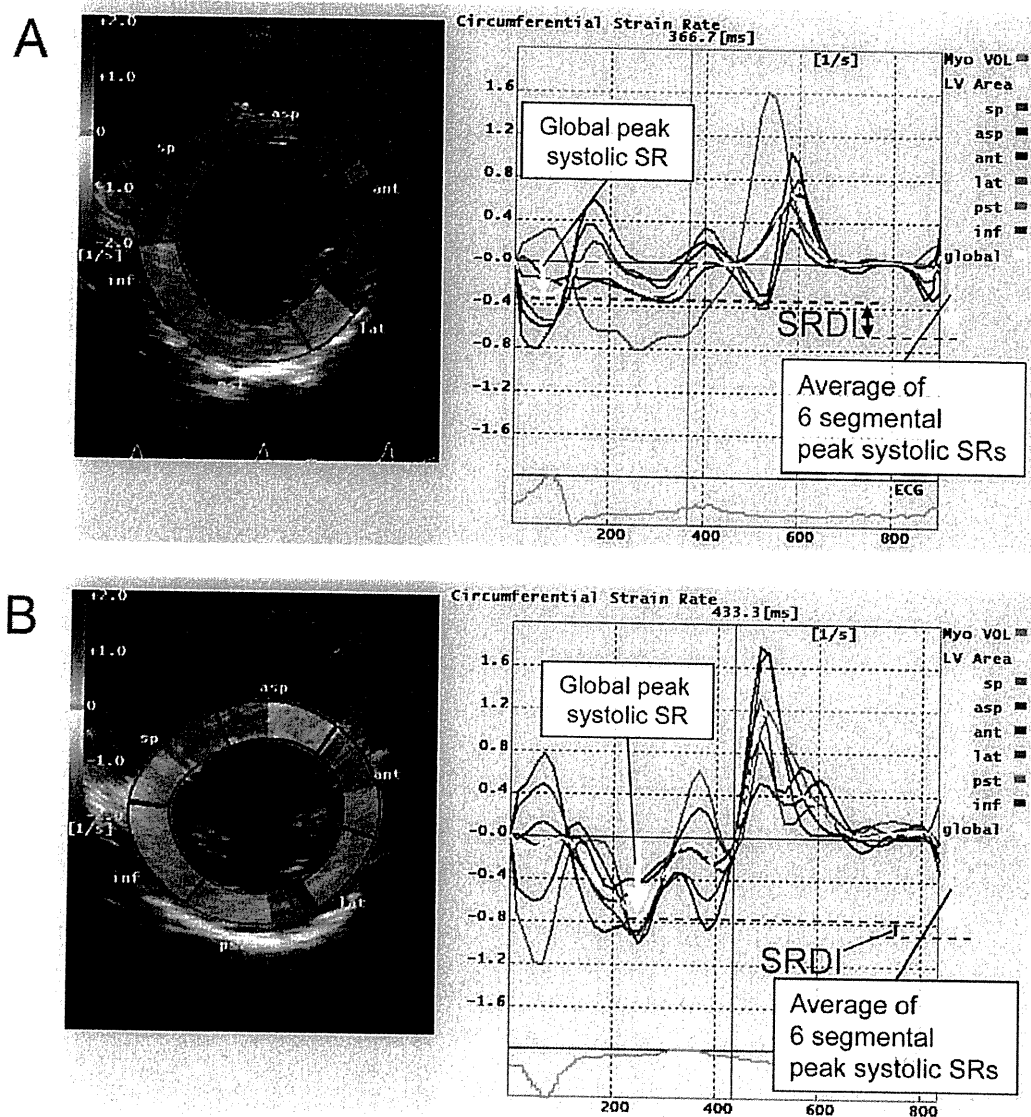 A
+2.0
+1.0
0
-1.0
-2.0
[1/s]
sp
asp
ant
inf
lat
Circumferential Strain Rate
366.7[ms]
[1/s]
1.6
1.2
0.8
0.4
-0.0
-0.4
-0.8
-1.2
-1.6
Global peak
systolic SR
SRDI
Average of
6 segmental
peak systolic SRs
ECG
200
400
600
800
Myo VOL
LV Area
sp
asp
ant
lat
pst
inf
global
B
+2.0
+1.0
0
-1.0
[1/s]
asp
sp
ant
inf
lat
Circumferential Strain Rate
433.3[ms]
[1/s]
1.6
1.2
0.8
0.4
-0.0
-0.4
-0.8
-1.2
-1.6
Global peak
systolic SR
SRDI
Average of
6 segmental
peak systolic SRs
200
400
600
800
Myo VOL
LV Area
sp
asp
ant
lat
pst
inf
global